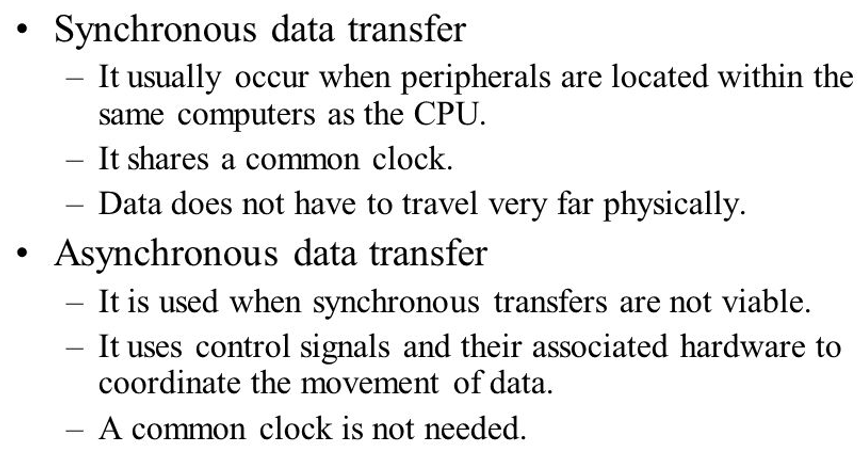 • Synchronous data transfer
– It usually occur when peripherals are located within the
same computers as the CPU.
– It shares a common clock.
– Data does not have to travel very far physically.
• Asynchronous data transfer
– It is used when synchronous transfers are not viable.
– It uses control signals and their associated hardware to
coordinate the movement of data.
– A common clock is not needed.